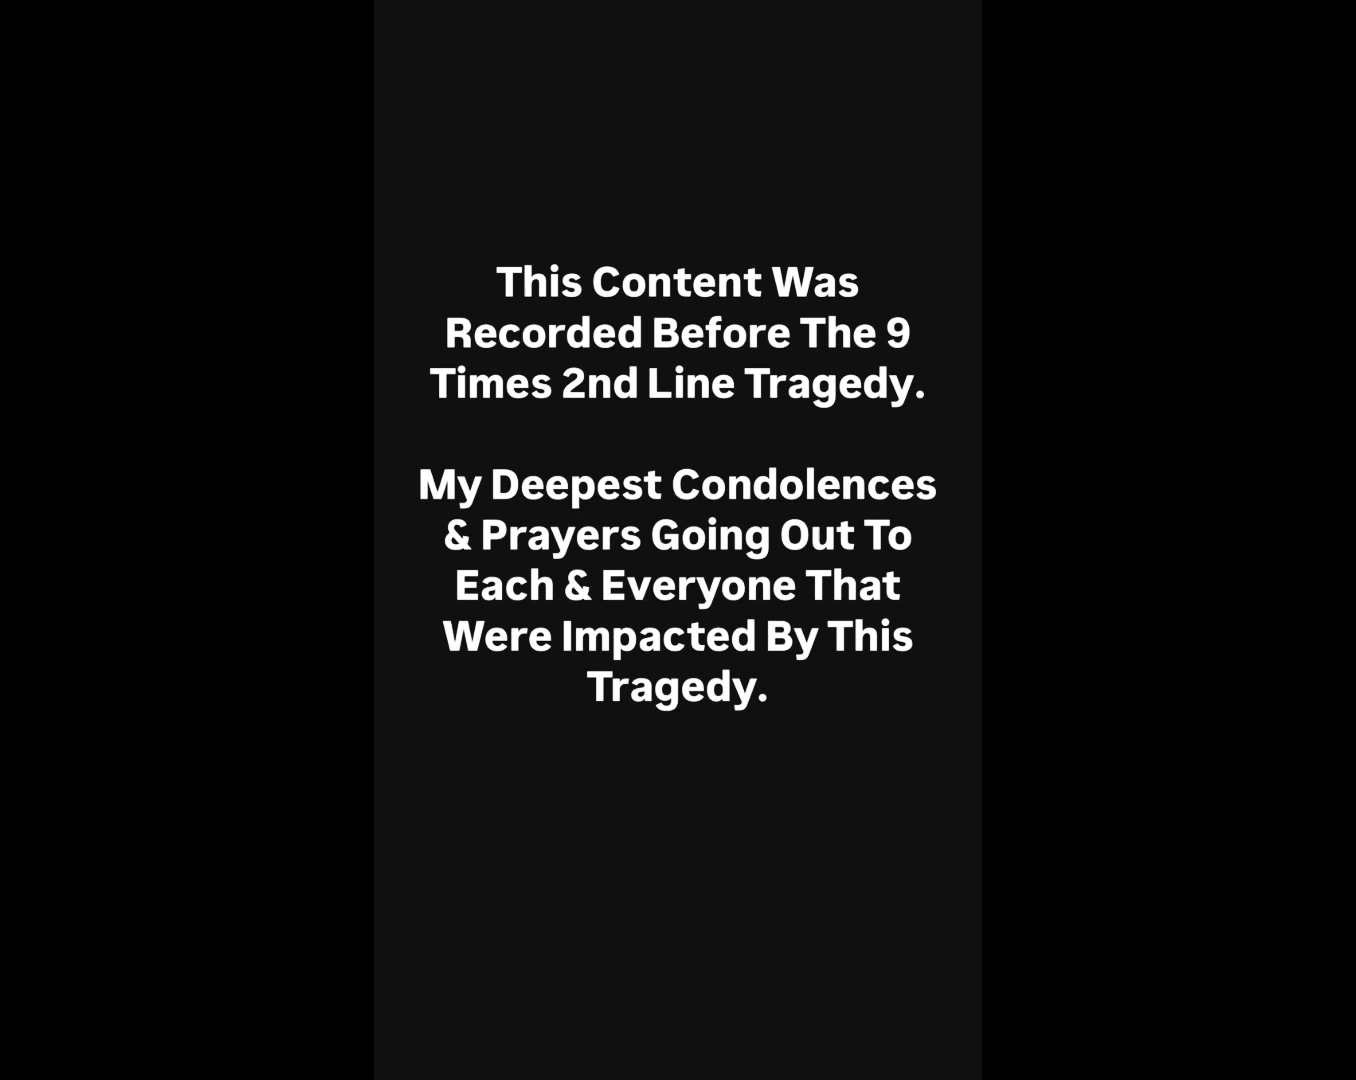 This Content Was
Recorded Before The 9
Times 2nd Line Tragedy.
My Deepest Condolences
& Prayers Going Out To
Each & Everyone That
Were Impacted By This
Tragedy.